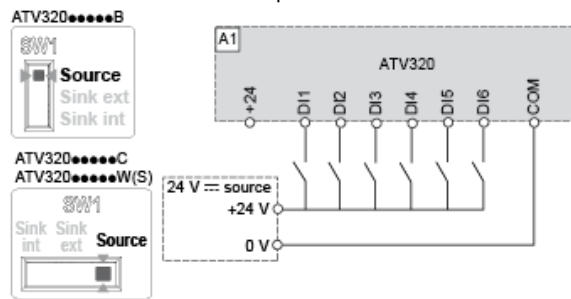 ATV320●●●●●B
SW1
Source
Sink ext
Sink int
ATV320●●●●●C
ATV320●●●●●W(S)
SW1
Sink int
Sink ext
Source
A1
ATV320
+24
DI1
DI2
DI3
DI4
DI5
DI6
COM
24 V ⎓ source
+24 V
0 V